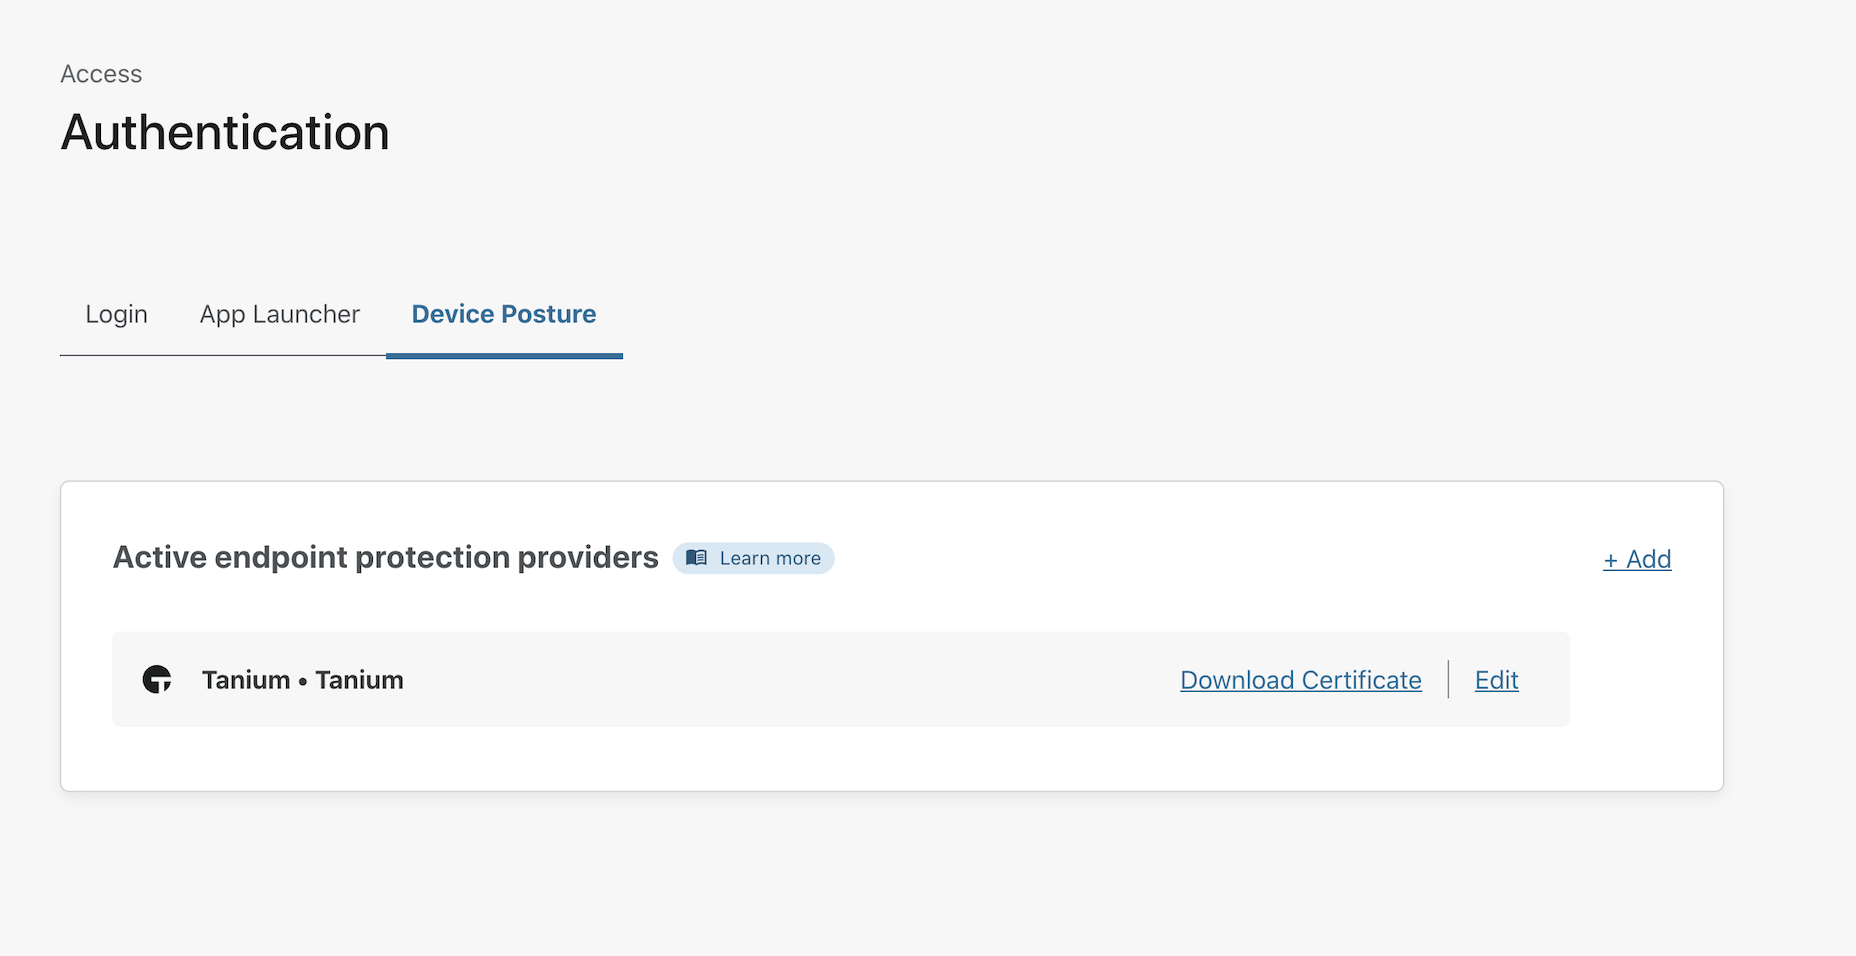 Access
Authentication
Login App Launcher Device Posture
Active endpoint protection providers Learn more + Add
Tanium • Tanium Download Certificate Edit